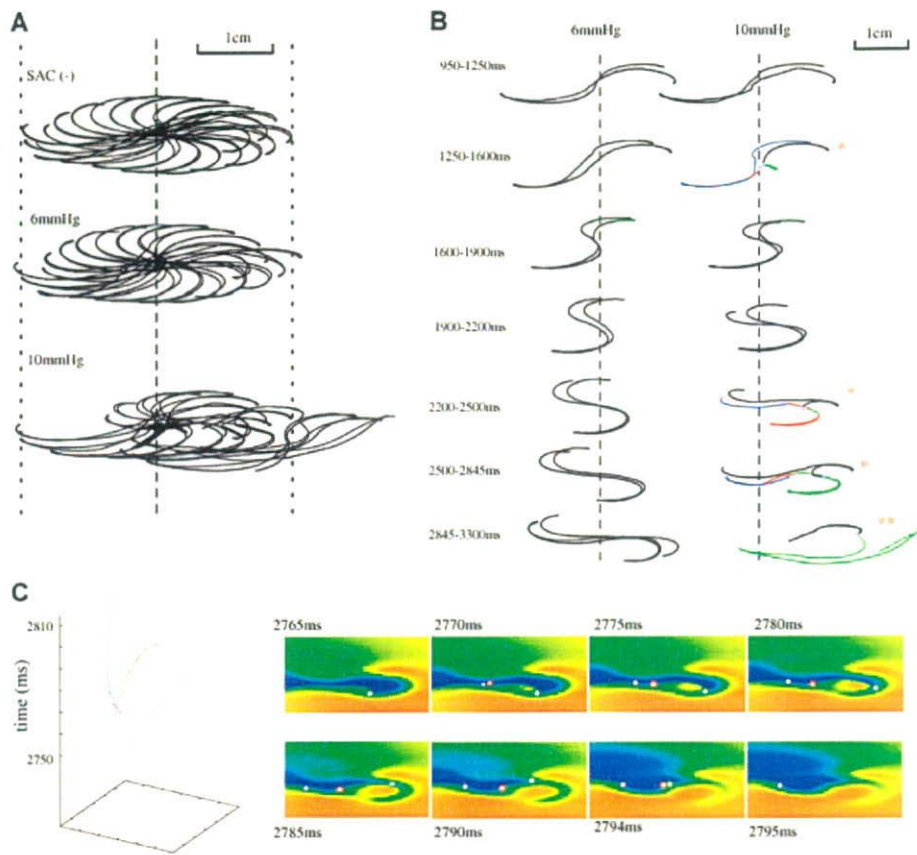 A
1cm
SAC (-)
6mmHg
10mmHg
B
6mmHg
10mmHg
1cm
950-1250ms
1250-1600ms
1600-1900ms
1900-2200ms
2200-2500ms
2500-2845ms
2845-3300ms
C
time (ms)
2810
2750
2765ms
2770ms
2775ms
2780ms
2785ms
2790ms
2794ms
2795ms